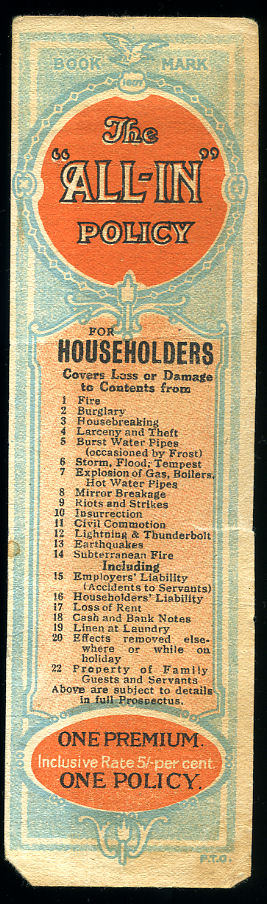 BOOK MARK
1807
The
"ALL-IN"
POLICY
FOR
HOUSEHOLDERS
Covers Loss or Damage
to Contents from
1 Fire
2 Burglary
3 Housebreaking
4 Larceny and Theft
5 Burst Water Pipes
(occasioned by Frost)
6 Storm, Flood, Tempest
7 Explosion of Gas, Boilers,
Hot Water Pipes
8 Mirror Breakage
9 Riots and Strikes
10 Insurrection
11 Civil Commotion
12 Lightning & Thunderbolt
13 Earthquakes
14 Subterranean Fire
Including
15 Employers' Liability
(Accidents to Servants)
16 Householders' Liability
17 Loss of Rent
18 Cash and Bank Notes
19 Linen at Laundry
20 Effects removed else-
where or while on
holiday
22 Property of Family
Guests and Servants
Above are subject to details
in full Prospectus.
ONE PREMIUM.
Inclusive Rate 5/-per cent.
ONE POLICY.
P.T.O.